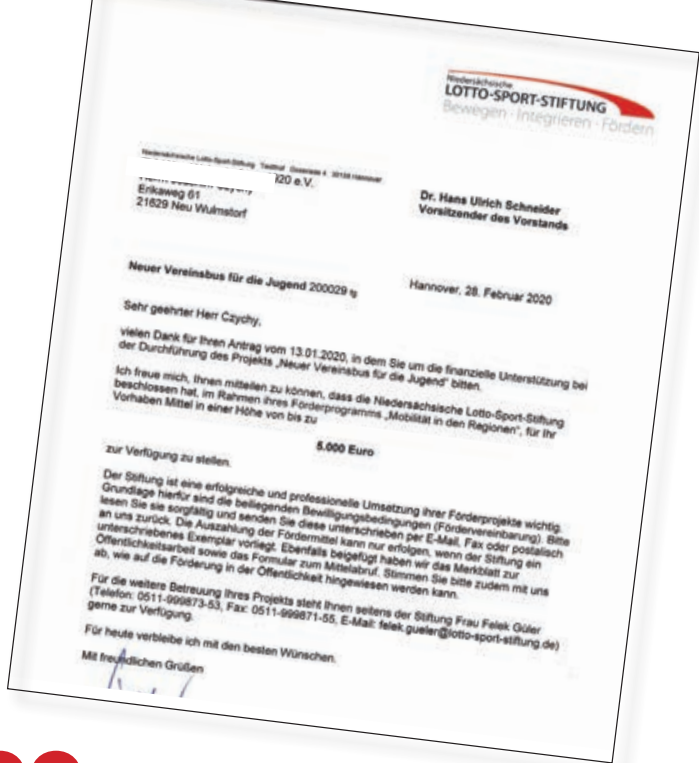 Niedersächsische
LOTTO-SPORT-STIFTUNG
Bewegen · Integrieren · Fördern
Niedersächsische Lotto-Sport-Stiftung
20 e.V.
Erikaweg 61
21629 Neu Wulmstorf
Dr. Hans Ulrich Schneider
Vorsitzender des Vorstands
Neuer Vereinsbus für die Jugend 200029
Hannover, 28. Februar 2020
Sehr geehrter Herr Czychy,
vielen Dank für Ihren Antrag vom 13.01.2020, in dem Sie um die finanzielle Unterstützung bei
der Durchführung des Projekts „Neuer Vereinsbus für die Jugend" bitten.
Ich freue mich, Ihnen mitteilen zu können, dass die Niedersächsische Lotto-Sport-Stiftung
beschlossen hat, im Rahmen ihres Förderprogramms „Mobilität in den Regionen", für Ihr
Vorhaben Mittel in einer Höhe von bis zu
5.000 Euro
zur Verfügung zu stellen.
Der Stiftung ist eine erfolgreiche und professionelle Umsetzung ihrer Förderprojekte wichtig.
Grundlage hierfür sind die beiliegenden Bewilligungsbedingungen (Fördervereinbarung). Bitte
lesen Sie sie sorgfältig und senden Sie diese unterschrieben per E-Mail, Fax oder postalisch
an uns zurück. Die Auszahlung der Fördermittel kann nur erfolgen, wenn der Stiftung ein
unterschriebenes Exemplar vorliegt. Ebenfalls beigefügt haben wir das Merkblatt zur
Öffentlichkeitsarbeit sowie das Formular zum Mittelabruf. Stimmen Sie bitte zudem mit uns
ab, wie auf die Förderung in der Öffentlichkeit hingewiesen werden kann.
Für die weitere Betreuung Ihres Projekts steht Ihnen seitens der Stiftung Frau Felek Güler
(Telefon: 0511-999873-53, Fax: 0511-999871-55, E-Mail: felek.gueler@lotto-sport-stiftung.de)
gerne zur Verfügung.
Für heute verbleibe ich mit den besten Wünschen.
Mit freundlichen Grüßen